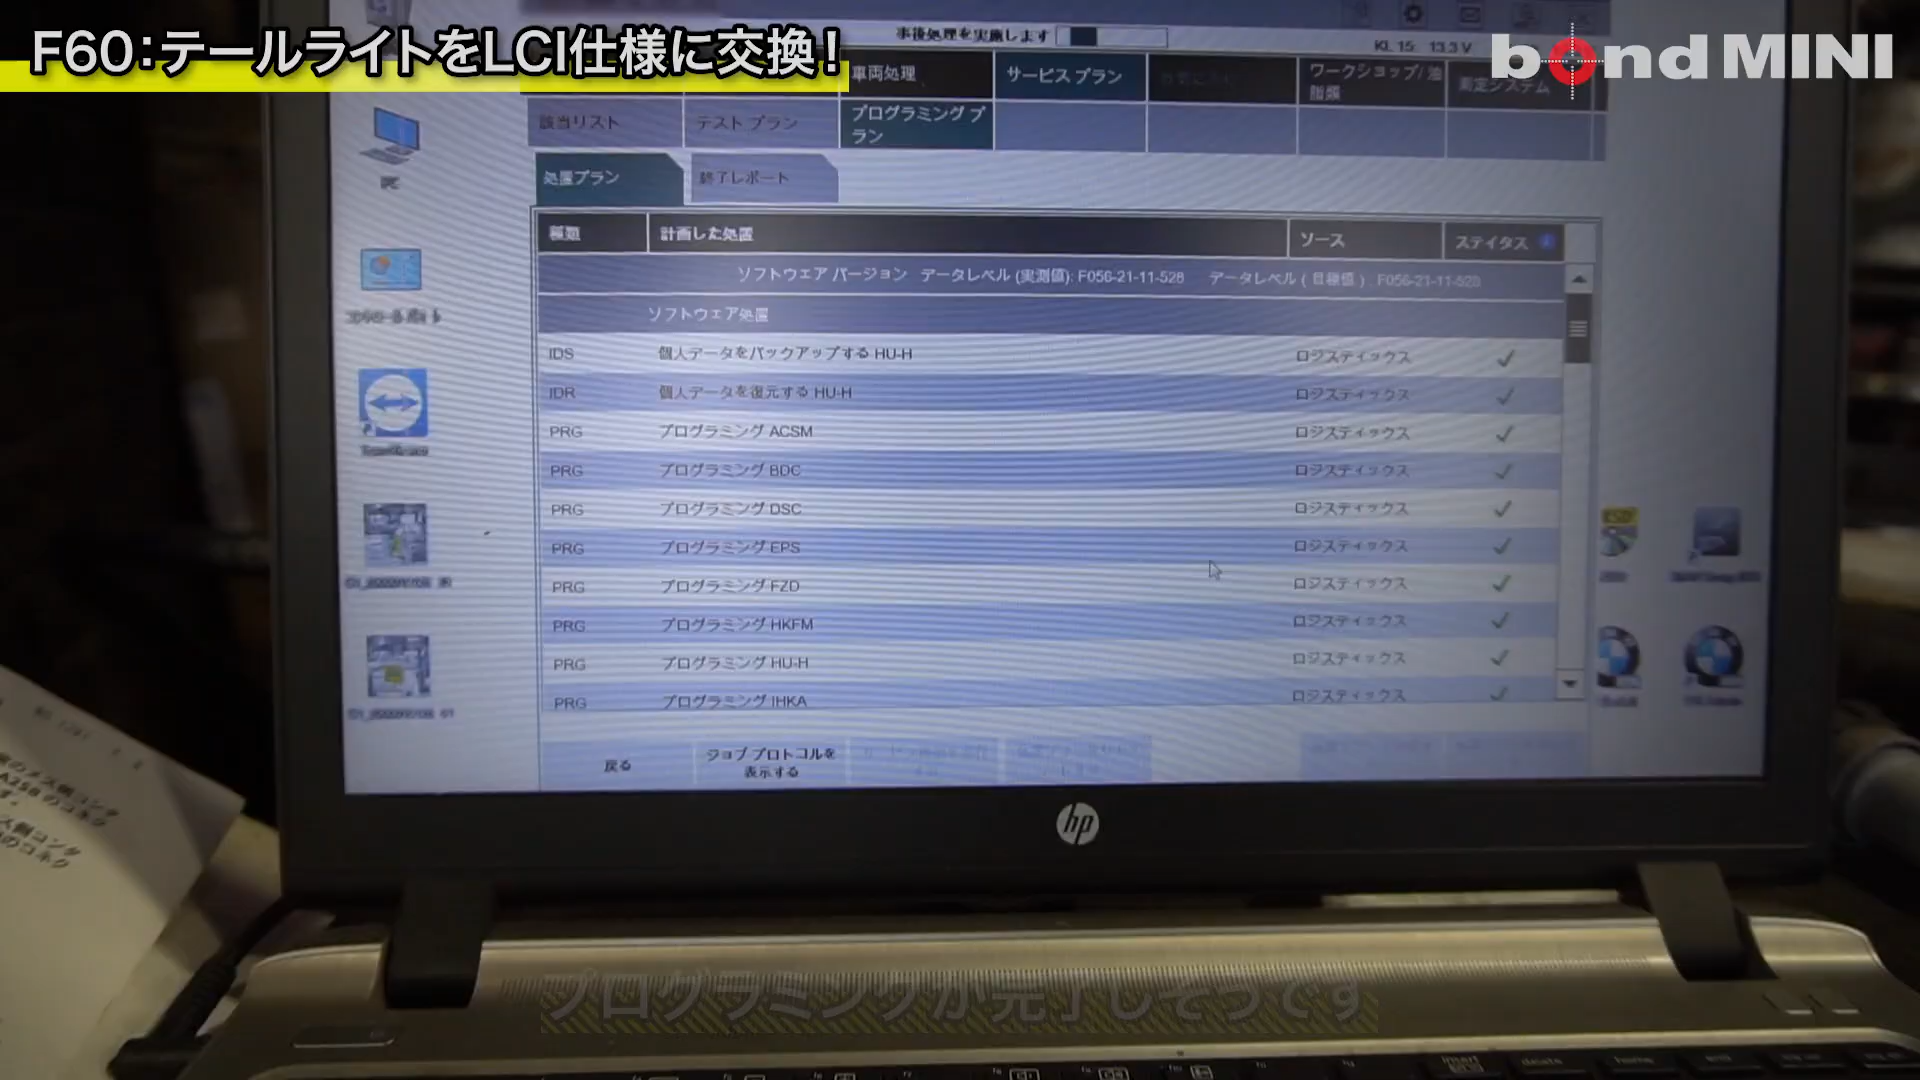 F60:テールライトをLCI仕様に交換!
bond MINI
事後処理を実施します
KL 15: 13.3 V
車両処理
サービス プラン
ワークショップ/ 油
脂類
測定システム
該当リスト
テスト プラン
プログラミング プ
ラン
処置プラン
終了レポート
種類
計画した処置
ソース
ステイタス
ソフトウェア バージョン データレベル (実測値): F056-21-11-528 データレベル ( 目標値 ) F056-21-11-528
ソフトウェア処置
IDS 個人データをバックアップする HU-H ロジスティックス
IDR 個人データを復元する HU-H ロジスティックス
PRG プログラミング ACSM ロジスティックス
PRG プログラミング BDC ロジスティックス
PRG プログラミング DSC ロジスティックス
PRG プログラミング EPS ロジスティックス
PRG プログラミング FZD ロジスティックス
PRG プログラミング HKFM ロジスティックス
PRG プログラミング HU-H ロジスティックス
PRG プログラミング IHKA ロジスティックス
戻る
ジョブ プロトコルを
表示する
PC
hp
プログラミングが完了しそうです
insert
delete
home